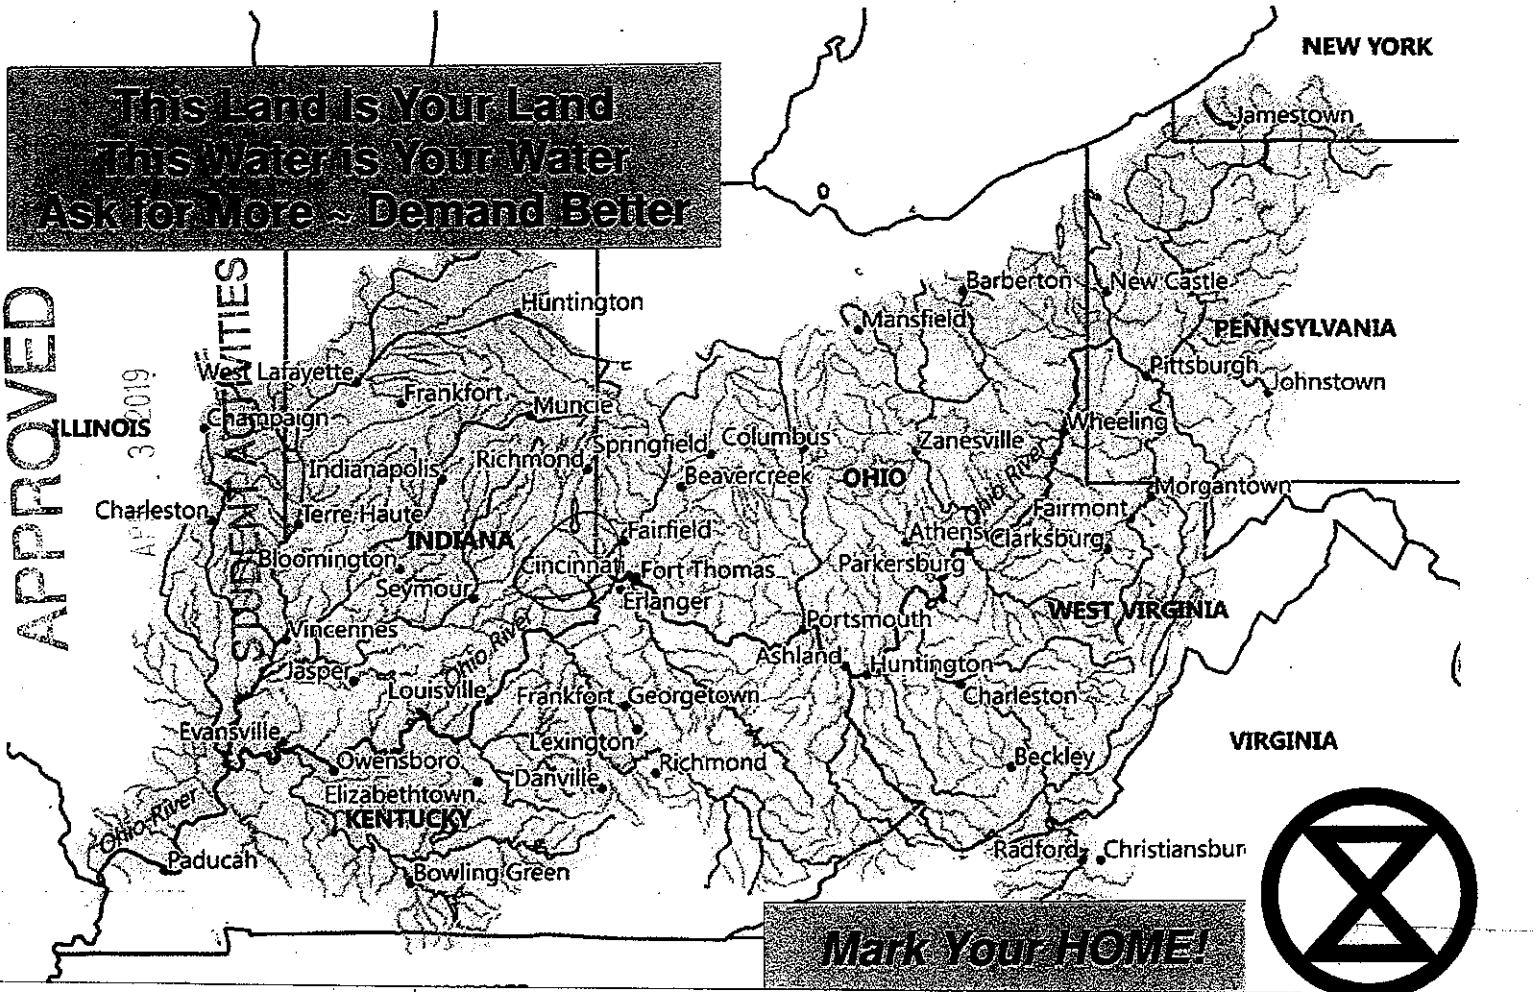 NEW YORK
This Land Is Your Land
This Water is Your Water
Ask for More ~ Demand Better
Jamestown
APPROVED
STUDENT ACTIVITIES
3 2019
Huntington
Barberton
New Castle
Mansfield
PENNSYLVANIA
West Lafayette
Pittsburgh
Johnstown
Frankfort
Muncie
Champaign
ILLINOIS
Wheeling
Springfield
Columbus
Zanesville
Richmond
Indianapolis
Beavercreek
OHIO
Ohio River
Morgantown
Charleston
Terre Haute
Fairmont
INDIANA
Fairfield
Athens
Clarksburg
Bloomington
Cincinnati
Fort Thomas
Parkersburg
Seymour
Erlanger
WEST VIRGINIA
Portsmouth
Vincennes
Ohio River
Ashland
Huntington
Jasper
Louisville
Frankfort
Georgetown
Charleston
Evansville
Lexington
VIRGINIA
Owensboro
Danville
Richmond
Beckley
Elizabethtown
KENTUCKY
Ohio River
Paducah
Radford
Christiansbur
Bowling Green
Mark Your HOME!